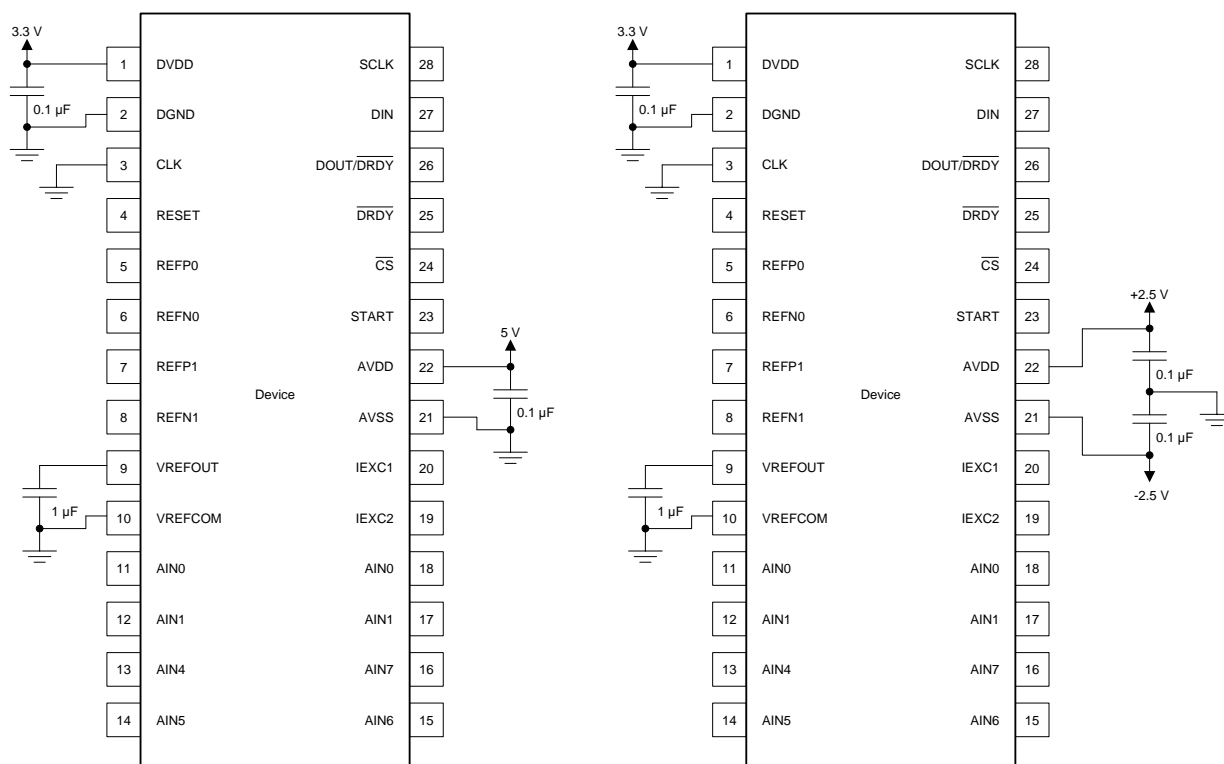 3.3 V
1 DVDD SCLK 28
0.1 µF
2 DGND DIN 27
3 CLK DOUT/DRDY 26
4 RESET DRDY 25
5 REFP0 CS 24
6 REFN0 START 23
5 V
7 REFP1 AVDD 22
Device
0.1 µF
8 REFN1 AVSS 21
9 VREFOUT IEXC1 20
1 µF
10 VREFCOM IEXC2 19
11 AIN0 AIN0 18
12 AIN1 AIN1 17
13 AIN4 AIN7 16
14 AIN5 AIN6 15
3.3 V
1 DVDD SCLK 28
0.1 µF
2 DGND DIN 27
3 CLK DOUT/DRDY 26
4 RESET DRDY 25
5 REFP0 CS 24
+2.5 V
6 REFN0 START 23
7 REFP1 AVDD 22
0.1 µF
Device
8 REFN1 AVSS 21
0.1 µF
9 VREFOUT IEXC1 20
-2.5 V
1 µF
10 VREFCOM IEXC2 19
11 AIN0 AIN0 18
12 AIN1 AIN1 17
13 AIN4 AIN7 16
14 AIN5 AIN6 15